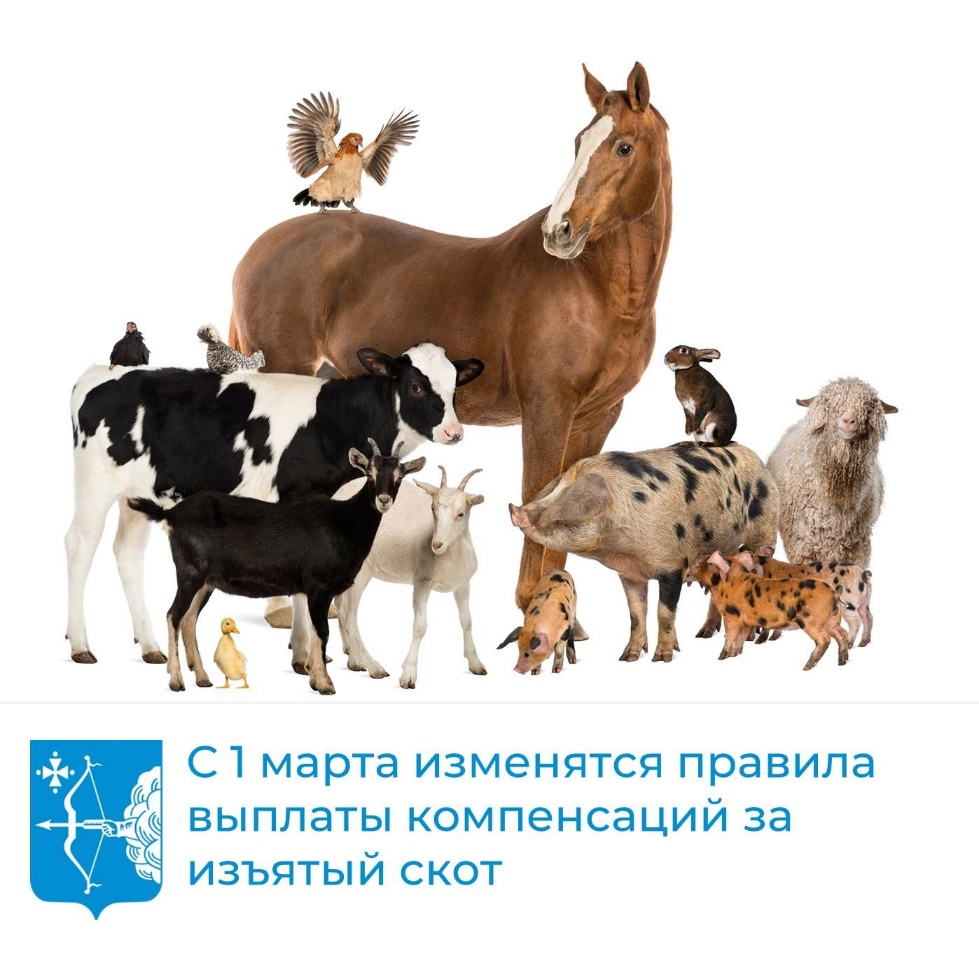 С 1 марта изменятся правила
выплаты компенсаций за
изъятый скот